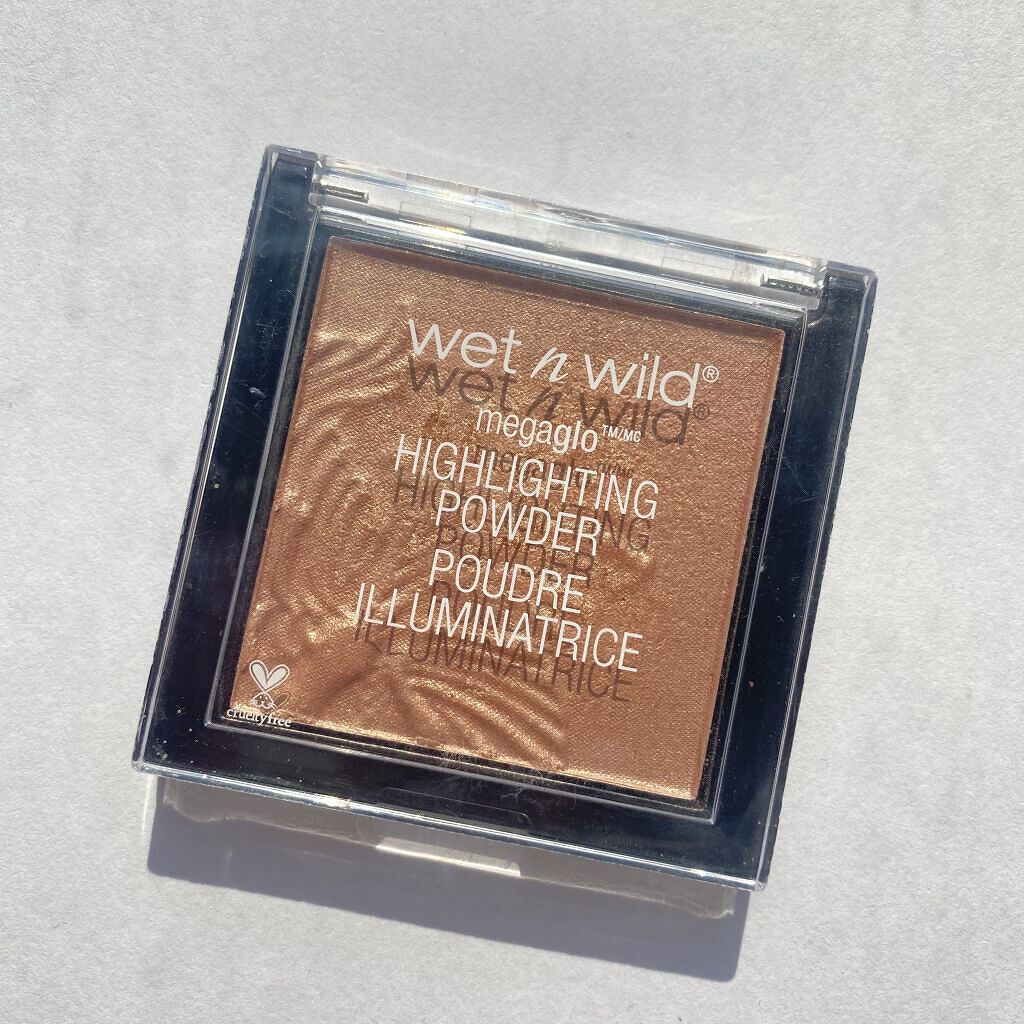 wet n wild®
megaglo™/MC
HIGHLIGHTING
POWDER
POUDRE
ILLUMINATRICE
crueltyfree